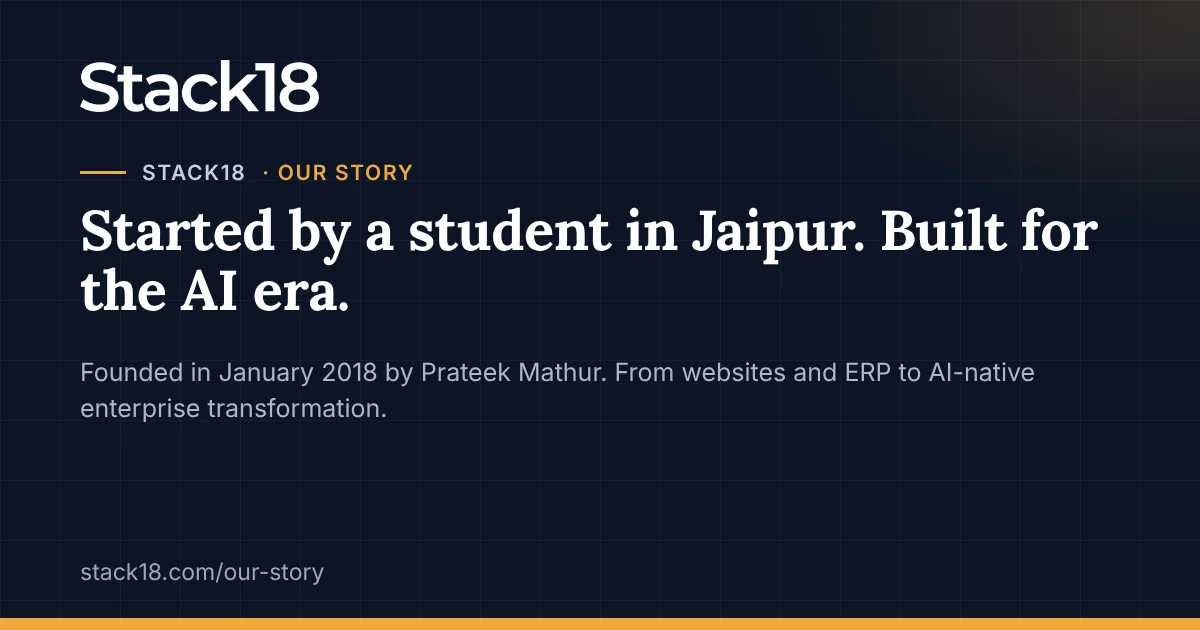 Stack18
STACK18 · OUR STORY
Started by a student in Jaipur. Built for
the AI era.
Founded in January 2018 by Prateek Mathur. From websites and ERP to AI-native
enterprise transformation.
stack18.com/our-story